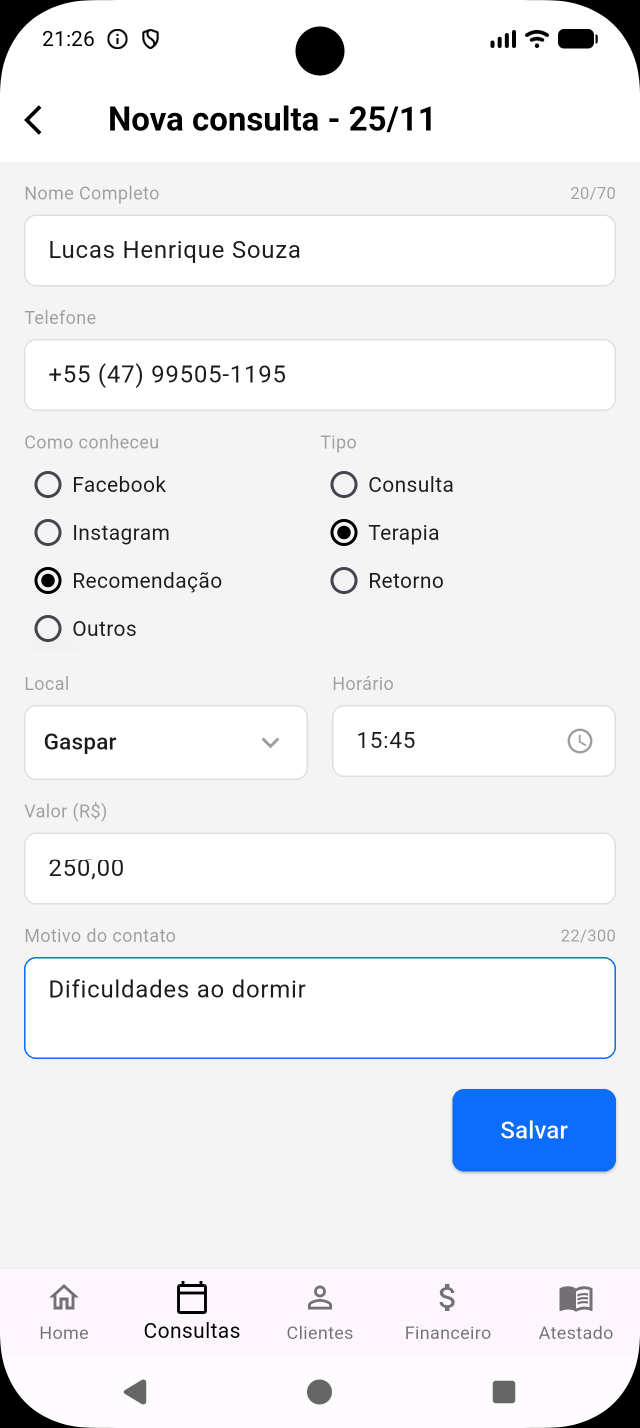 21:26
Nova consulta - 25/11
Nome Completo 20/70
Lucas Henrique Souza
Telefone
+55 (47) 99505-1195
Como conheceu Tipo
Facebook Consulta
Instagram Terapia
Recomendação Retorno
Outros
Local Horário
Gaspar 15:45
Valor (R$)
250,00
Motivo do contato 22/300
Dificuldades ao dormir
Salvar
Home Consultas Clientes Financeiro Atestado